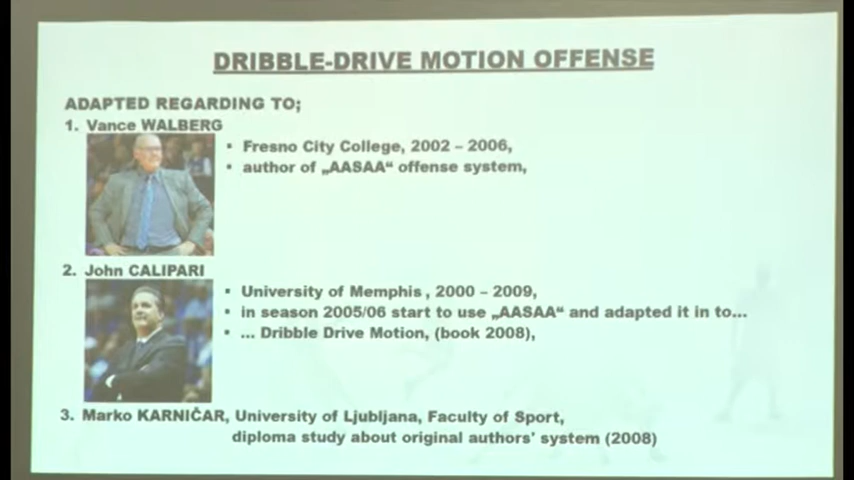 DRIBBLE-DRIVE MOTION OFFENSE
ADAPTED REGARDING TO;
1. Vance WALBERG
▪ Fresno City College, 2002 – 2006,
▪ author of „AASAA“ offense system,
2. John CALIPARI
▪ University of Memphis , 2000 – 2009,
▪ in season 2005/06 start to use „AASAA“ and adapted it in to...
▪ ... Dribble Drive Motion, (book 2008),
3. Marko KARNIČAR, University of Ljubljana, Faculty of Sport,
diploma study about original authors' system (2008)